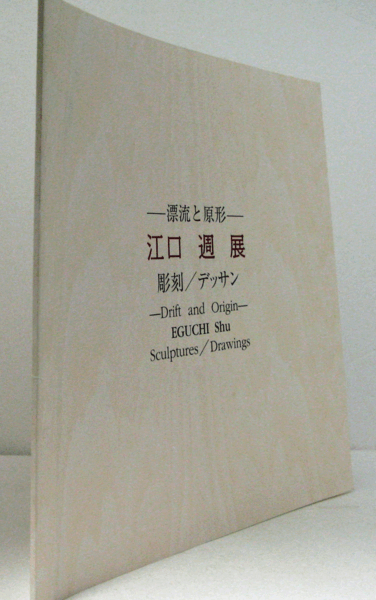 ―漂流と原形―
江口 週 展
彫刻/デッサン
―Drift and Origin―
EGUCHI Shu
Sculptures/Drawings